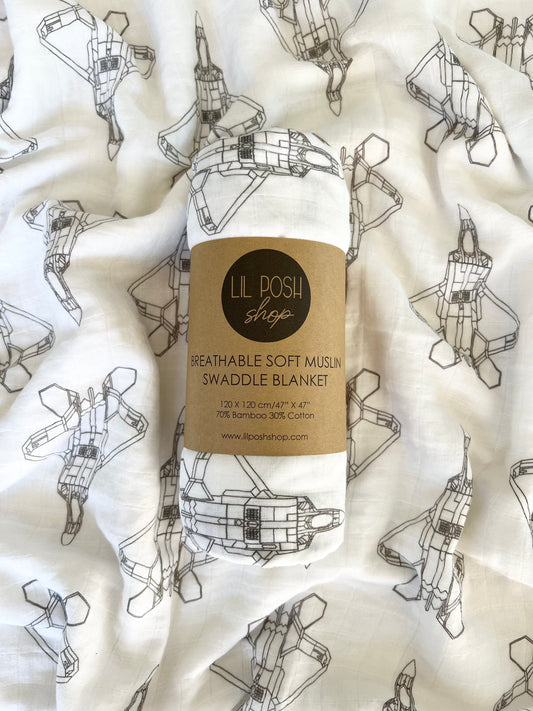 LIL POSH
shop
BREATHABLE SOFT MUSLIN
SWADDLE BLANKET
120 X 120 cm/47" X 47"
70% Bamboo 30% Cotton
www.lilposhshop.com